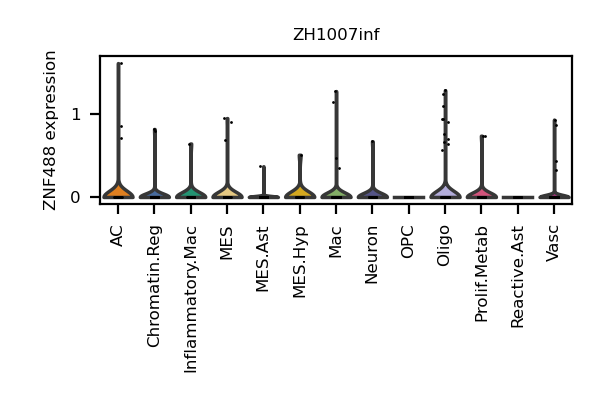 ZH1007inf
ZNF488 expression
1
0
AC
Chromatin.Reg
Inflammatory.Mac
MES
MES.Ast
MES.Hyp
Mac
Neuron
OPC
Oligo
Prolif.Metab
Reactive.Ast
Vasc